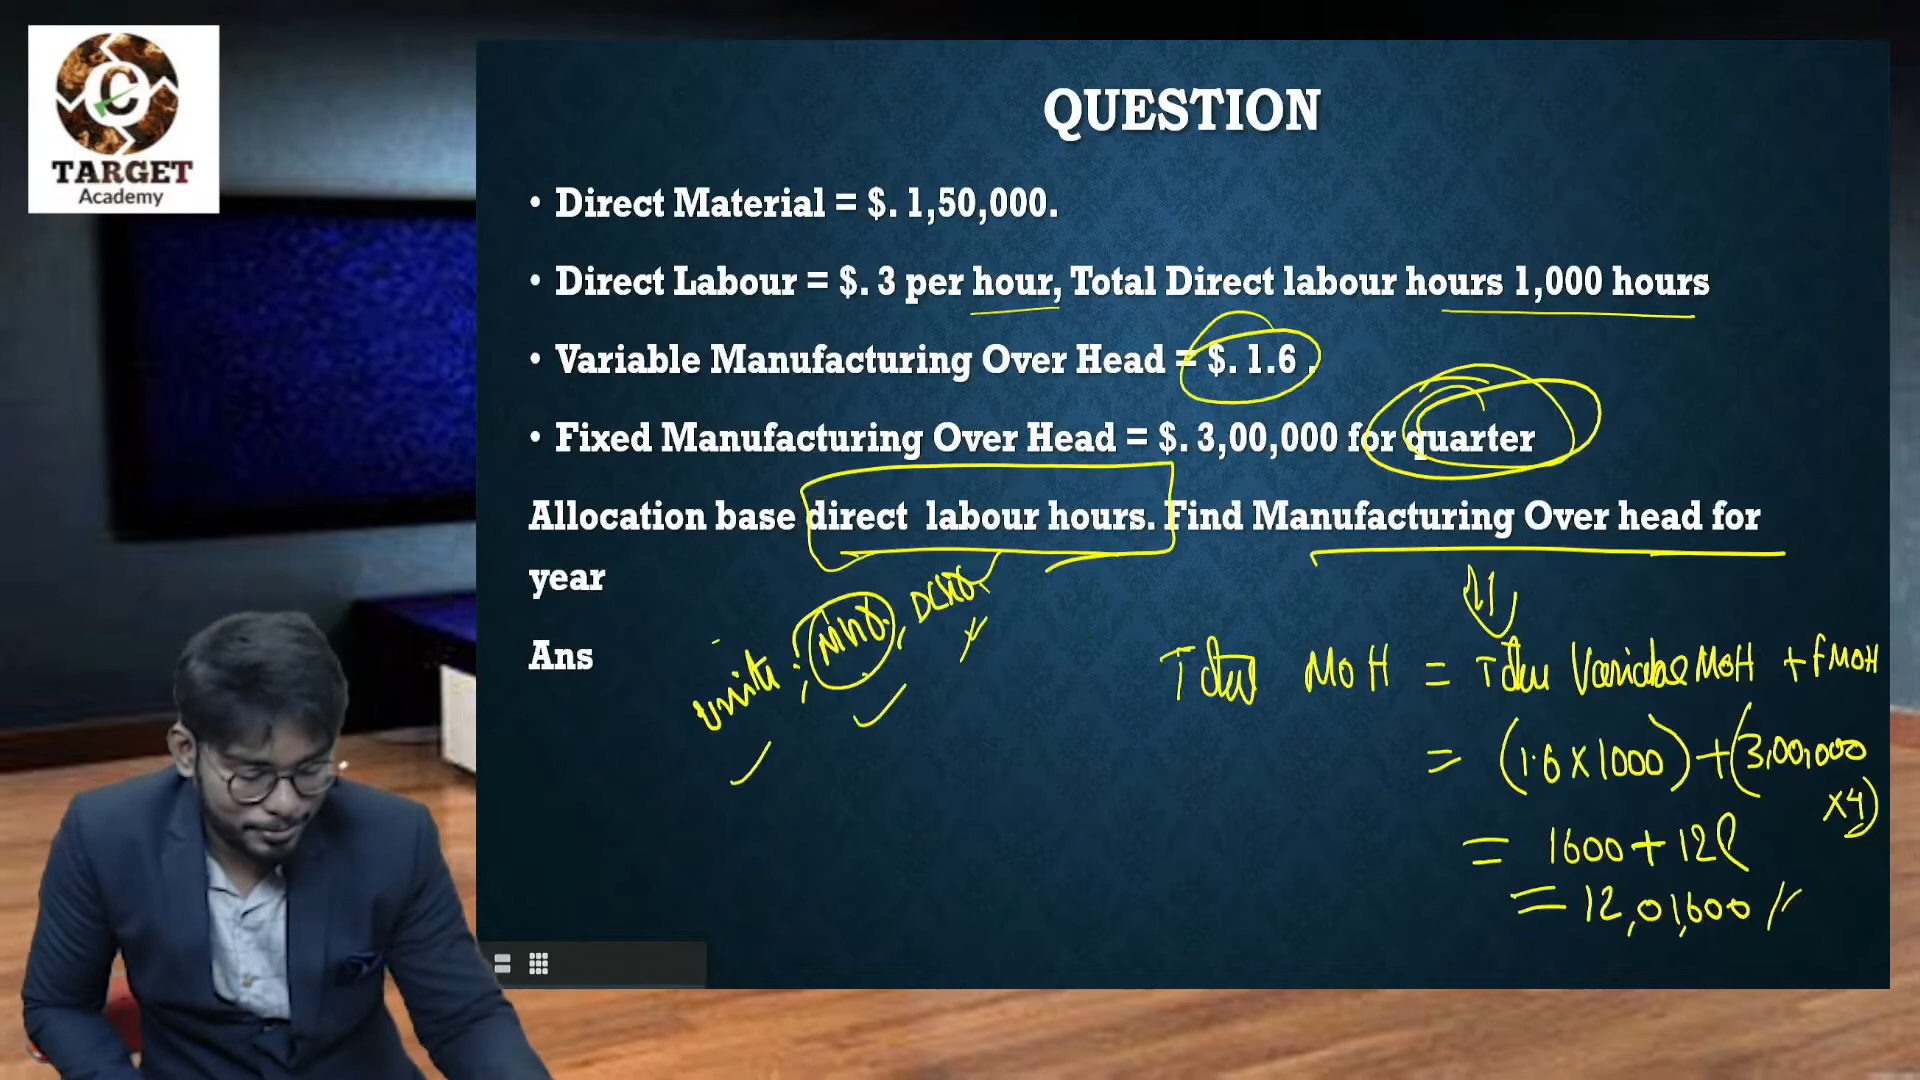 TARGET
Academy
QUESTION
• Direct Material = $. 1,50,000.
• Direct Labour = $. 3 per hour, Total Direct labour hours 1,000 hours
• Variable Manufacturing Over Head = $. 1.6 .
• Fixed Manufacturing Over Head = $. 3,00,000 for quarter
Allocation base direct labour hours. Find Manufacturing Over head for
year
Ans
MOH = Variable MOH + FMOH
= (1.6 X 1000) + (3,00,000
X4)
= 1600 + 12
= 12,01,600 //